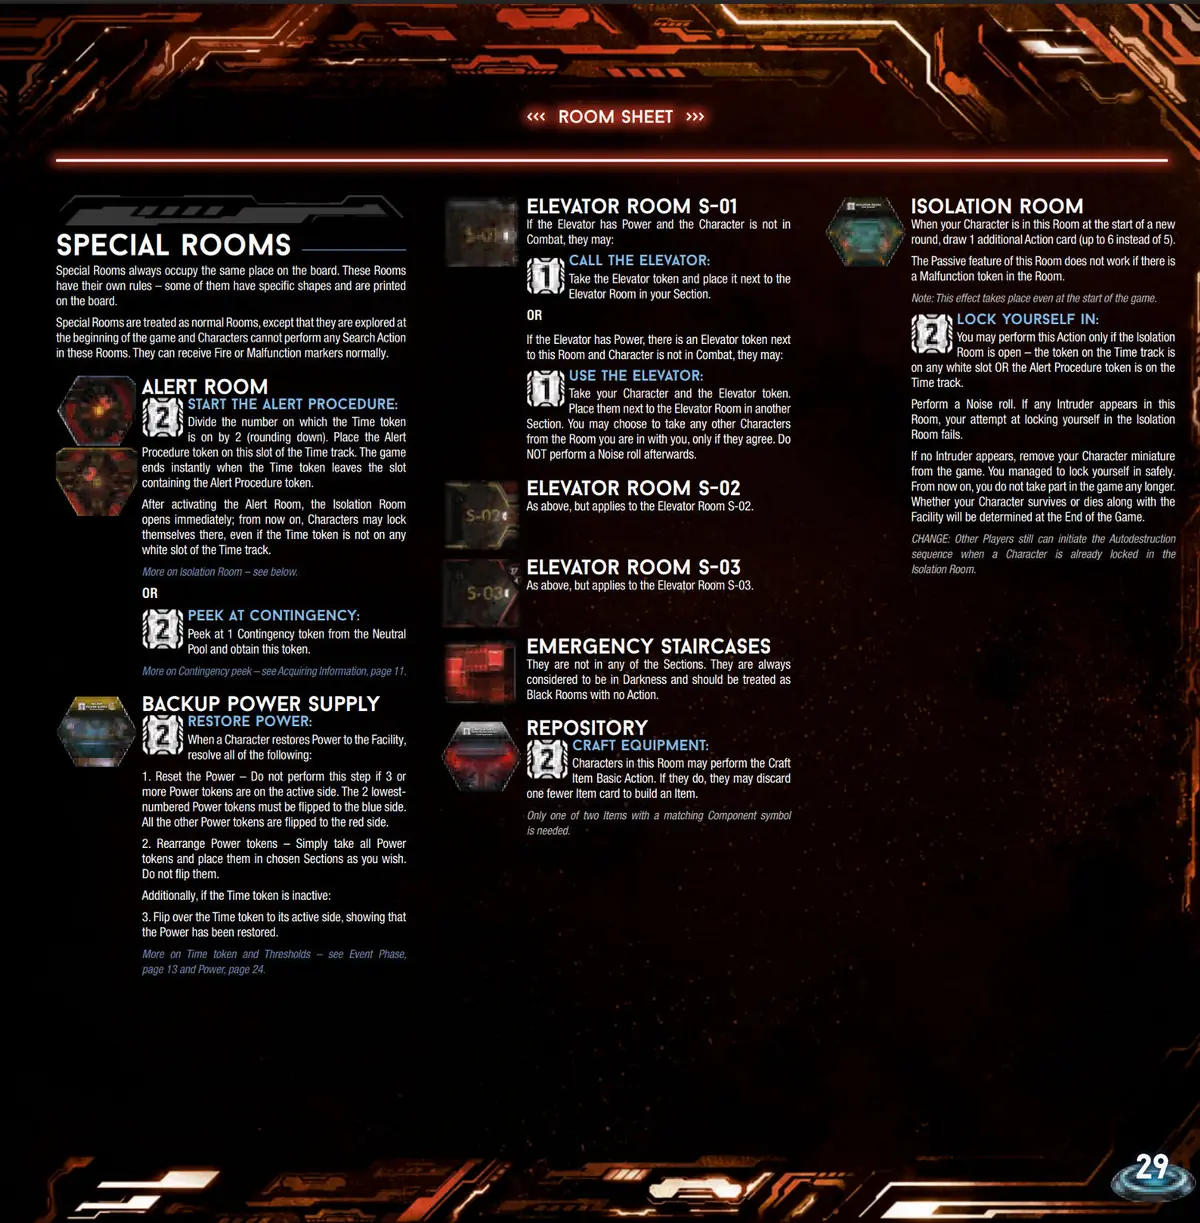 ‹‹‹ ROOM SHEET ›››
SPECIAL ROOMS
Special Rooms always occupy the same place on the board. These Rooms
have their own rules – some of them have specific shapes and are printed
on the board.
Special Rooms are treated as normal Rooms, except that they are explored at
the beginning of the game and Characters cannot perform any Search Action
in these Rooms. They can receive Fire or Malfunction markers normally.
ALERT ROOM
2
START THE ALERT PROCEDURE:
Divide the number on which the Time token
is on by 2 (rounding down). Place the Alert
Procedure token on this slot of the Time track. The game
ends instantly when the Time token leaves the slot
containing the Alert Procedure token.
After activating the Alert Room, the Isolation Room
opens immediately; from now on, Characters may lock
themselves there, even if the Time token is not on any
white slot of the Time track.
More on Isolation Room – see below.
OR
2
PEEK AT CONTINGENCY:
Peek at 1 Contingency token from the Neutral
Pool and obtain this token.
More on Contingency peek – see Acquiring Information, page 11.
BACKUP POWER SUPPLY
2
RESTORE POWER:
When a Character restores Power to the Facility,
resolve all of the following:
1. Reset the Power – Do not perform this step if 3 or
more Power tokens are on the active side. The 2 lowest-
numbered Power tokens must be flipped to the blue side.
All the other Power tokens are flipped to the red side.
2. Rearrange Power tokens – Simply take all Power
tokens and place them in chosen Sections as you wish.
Do not flip them.
Additionally, if the Time token is inactive:
3. Flip over the Time token to its active side, showing that
the Power has been restored.
More on Time token and Thresholds – see Event Phase,
page 13 and Power, page 24.
S-01
ELEVATOR ROOM S-01
If the Elevator has Power and the Character is not in
Combat, they may:
1
CALL THE ELEVATOR:
Take the Elevator token and place it next to the
Elevator Room in your Section.
OR
If the Elevator has Power, there is an Elevator token next
to this Room and Character is not in Combat, they may:
1
USE THE ELEVATOR:
Take your Character and the Elevator token.
Place them next to the Elevator Room in another
Section. You may choose to take any other Characters
from the Room you are in with you, only if they agree. Do
NOT perform a Noise roll afterwards.
S-02
ELEVATOR ROOM S-02
As above, but applies to the Elevator Room S-02.
S-03
ELEVATOR ROOM S-03
As above, but applies to the Elevator Room S-03.
EMERGENCY STAIRCASES
They are not in any of the Sections. They are always
considered to be in Darkness and should be treated as
Black Rooms with no Action.
REPOSITORY
2
CRAFT EQUIPMENT:
Characters in this Room may perform the Craft
Item Basic Action. If they do, they may discard
one fewer Item card to build an Item.
Only one of two Items with a matching Component symbol
is needed.
ISOLATION ROOM
When your Character is in this Room at the start of a new
round, draw 1 additional Action card (up to 6 instead of 5).
The Passive feature of this Room does not work if there is
a Malfunction token in the Room.
Note: This effect takes place even at the start of the game.
2
LOCK YOURSELF IN:
You may perform this Action only if the Isolation
Room is open – the token on the Time track is
on any white slot OR the Alert Procedure token is on the
Time track.
Perform a Noise roll. If any Intruder appears in this
Room, your attempt at locking yourself in the Isolation
Room fails.
If no Intruder appears, remove your Character miniature
from the game. You managed to lock yourself in safely.
From now on, you do not take part in the game any longer.
Whether your Character survives or dies along with the
Facility will be determined at the End of the Game.
CHANGE: Other Players still can initiate the Autodestruction
sequence when a Character is already locked in the
Isolation Room.
29